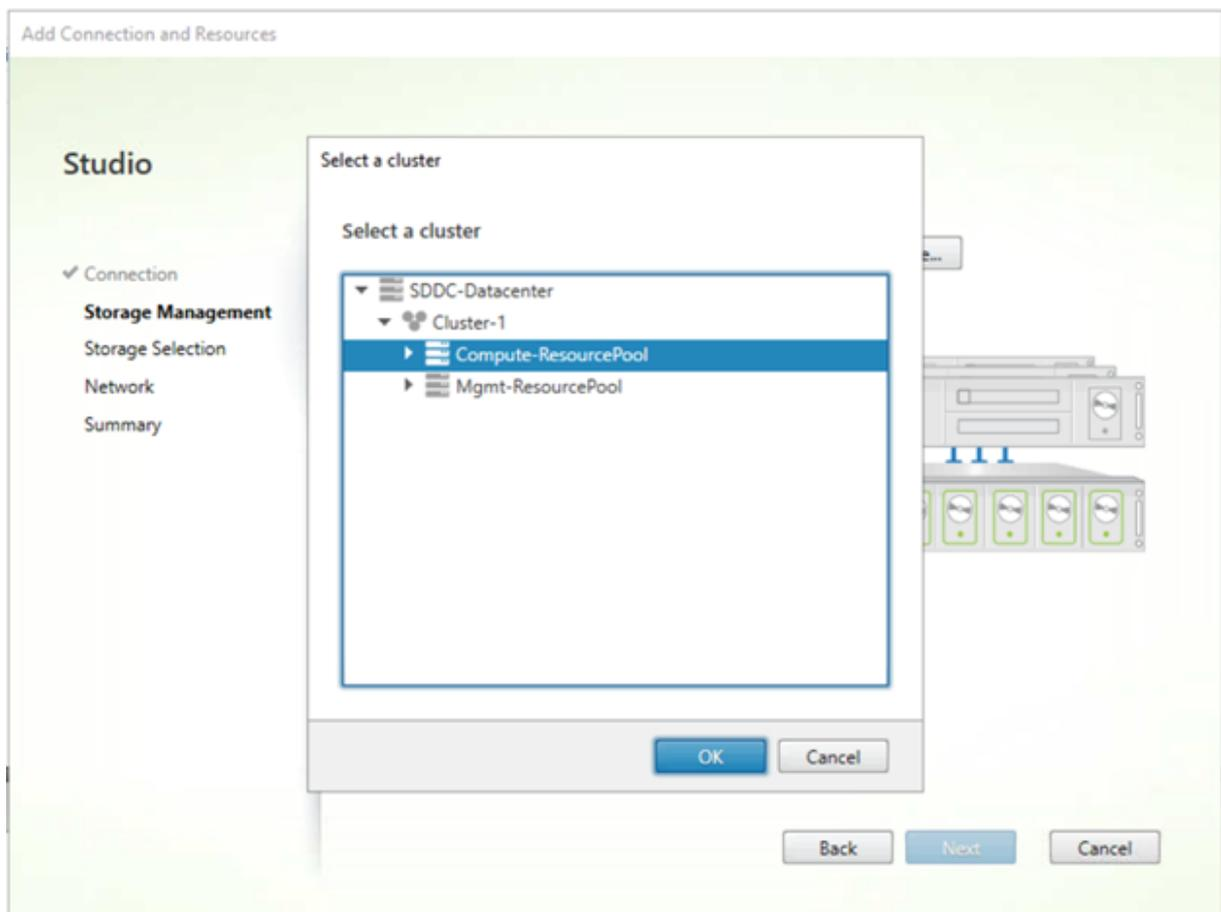 Add Connection and Resources
Studio
Connection
Storage Management
Storage Selection
Network
Summary
Select a cluster
Select a cluster
SDDC-Datacenter
Cluster-1
Compute-ResourcePool
Mgmt-ResourcePool
OK
Cancel
Back
Next
Cancel